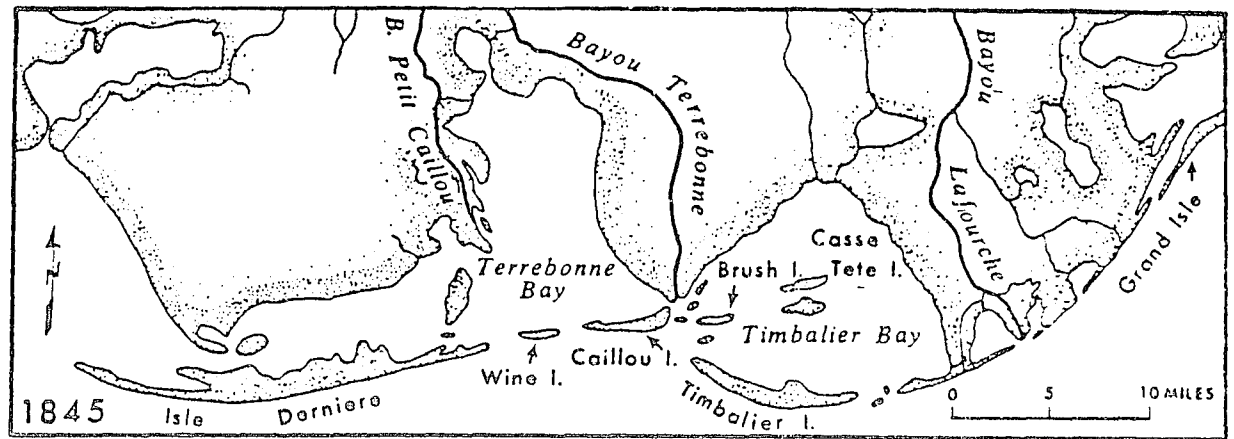 B. Petit Caillou
Bayou Terrebonne
Bayou Lafourche
Grand Isle
Casse
Tete I.
Brush I.
Terrebonne
Bay
Timbalier Bay
Wine I.
Caillou I.
Timbalier I.
Isle Derniere
1845
0 5 10 MILES